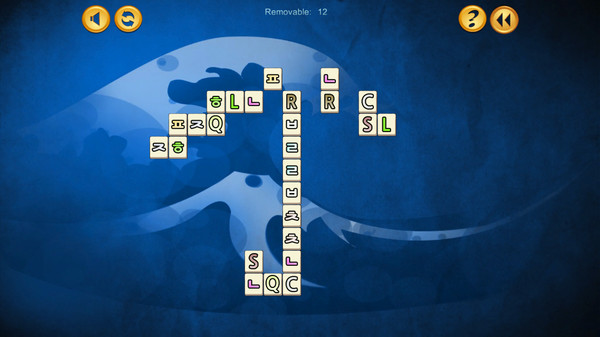 Removable: 12
?
ㅍ ㄴ
ㅎ L ㄴ R R C
ㅍ ㅈ Q ㅂ S L
ㅈ ㅎ ㄹ
ㄹ
ㅂ
ㅊ
ㅊ
S ㄴ
ㄴ Q C